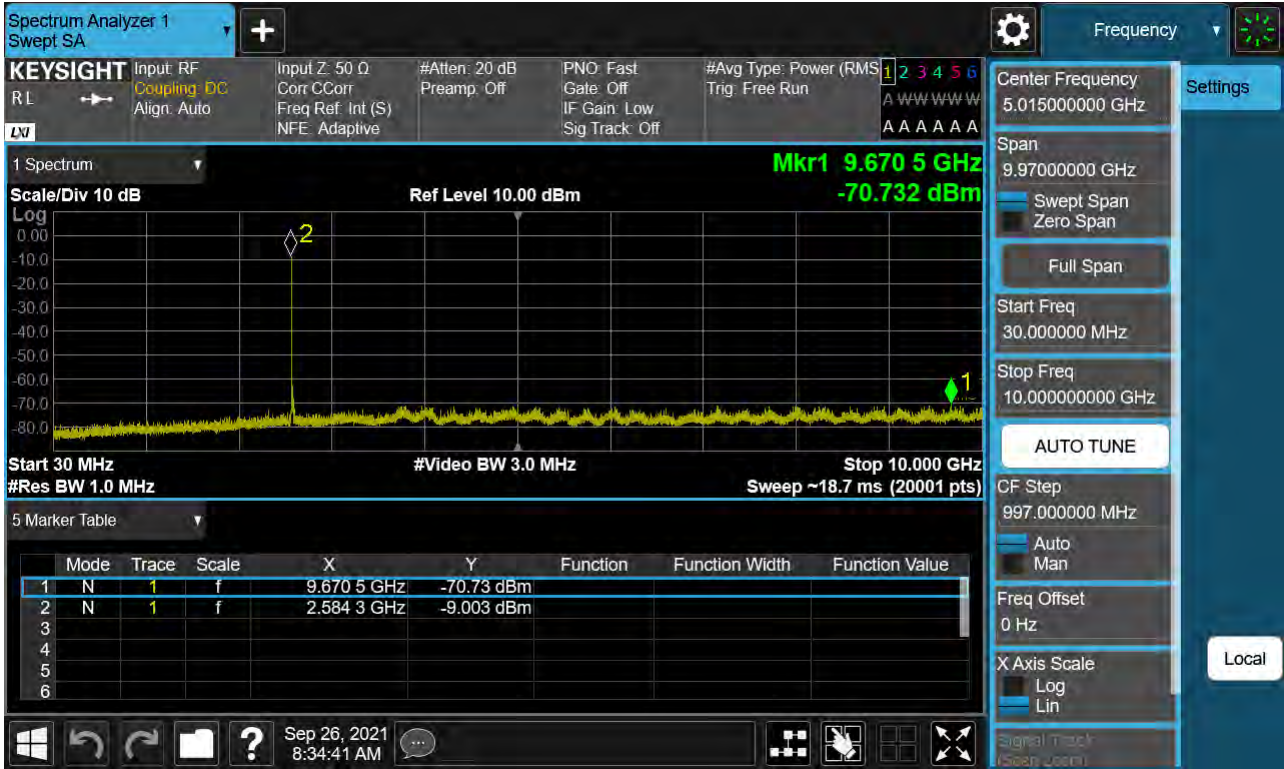 Spectrum Analyzer 1
Swept SA
+
Frequency
KEYSIGHT
RL
LXI
Input: RF
Coupling: DC
Align: Auto
Input Z: 50 Ω
Corr CCorr
Freq Ref: Int (S)
NFE: Adaptive
#Atten: 20 dB
Preamp: Off
PNO: Fast
Gate: Off
IF Gain: Low
Sig Track: Off
#Avg Type: Power (RMS
Trig: Free Run
1 2 3 4 5 6
A W W W W W
A A A A A A
1 Spectrum
Scale/Div 10 dB
Ref Level 10.00 dBm
Mkr1 9.670 5 GHz
-70.732 dBm
Log
0.00
-10.0
-20.0
-30.0
-40.0
-50.0
-60.0
-70.0
-80.0
2
1
Start 30 MHz
#Video BW 3.0 MHz
Stop 10.000 GHz
#Res BW 1.0 MHz
Sweep ~18.7 ms (20001 pts)
5 Marker Table
Mode Trace Scale X Y Function Function Width Function Value
1 N 1 f 9.670 5 GHz -70.73 dBm
2 N 1 f 2.584 3 GHz -9.003 dBm
3
4
5
6
?
Sep 26, 2021
8:34:41 AM
Center Frequency
5.015000000 GHz
Span
9.97000000 GHz
Swept Span
Zero Span
Full Span
Start Freq
30.000000 MHz
Stop Freq
10.000000000 GHz
AUTO TUNE
CF Step
997.000000 MHz
Auto
Man
Freq Offset
0 Hz
X Axis Scale
Log
Lin
Signal Track
(Span Zoom)
Settings
Local